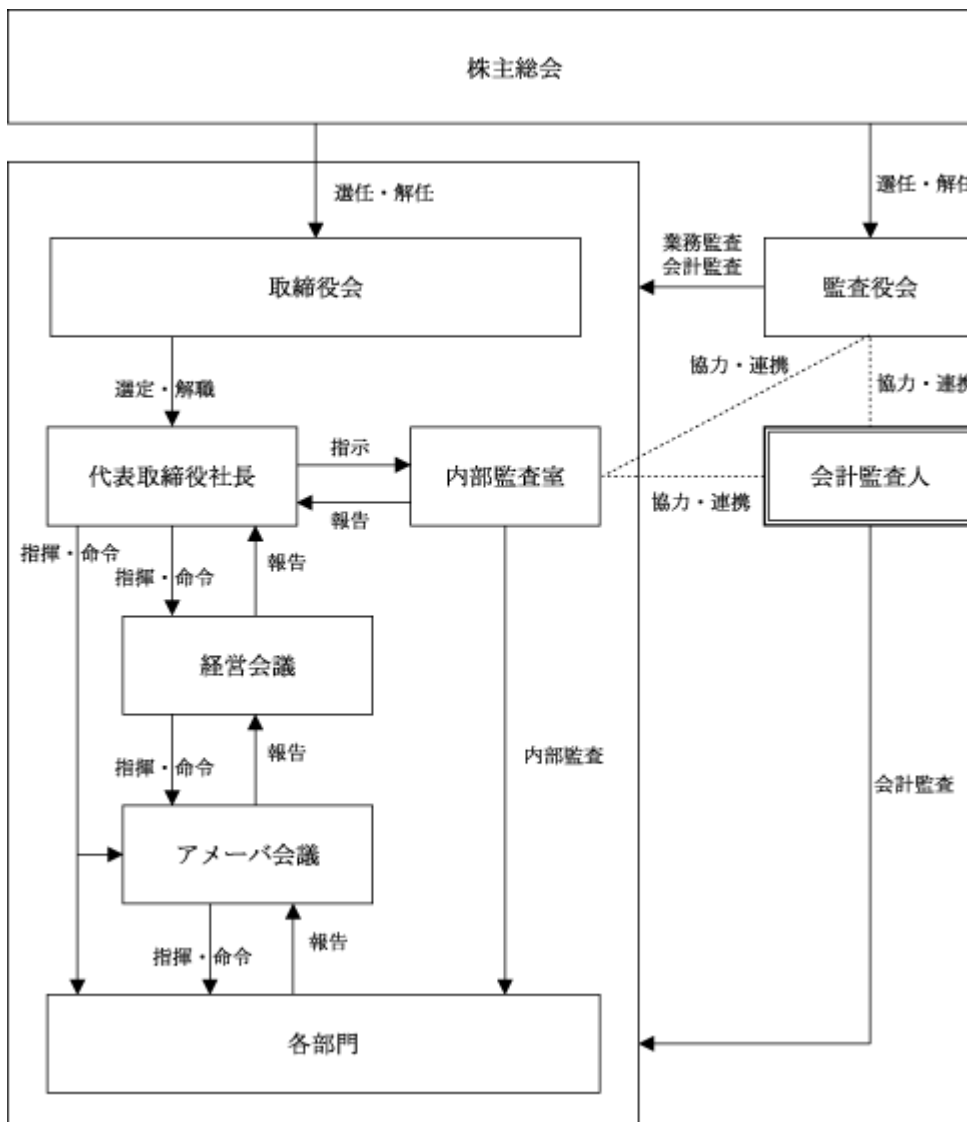 株主総会
選任・解任
選任・解任
業務監査
会計監査
取締役会
監査役会
協力・連携
協力・連携
選定・解職
代表取締役社長
指示
報告
内部監査室
協力・連携
会計監査人
指揮・命令
指揮・命令
報告
経営会議
指揮・命令
報告
内部監査
会計監査
アメーバ会議
指揮・命令
報告
各部門